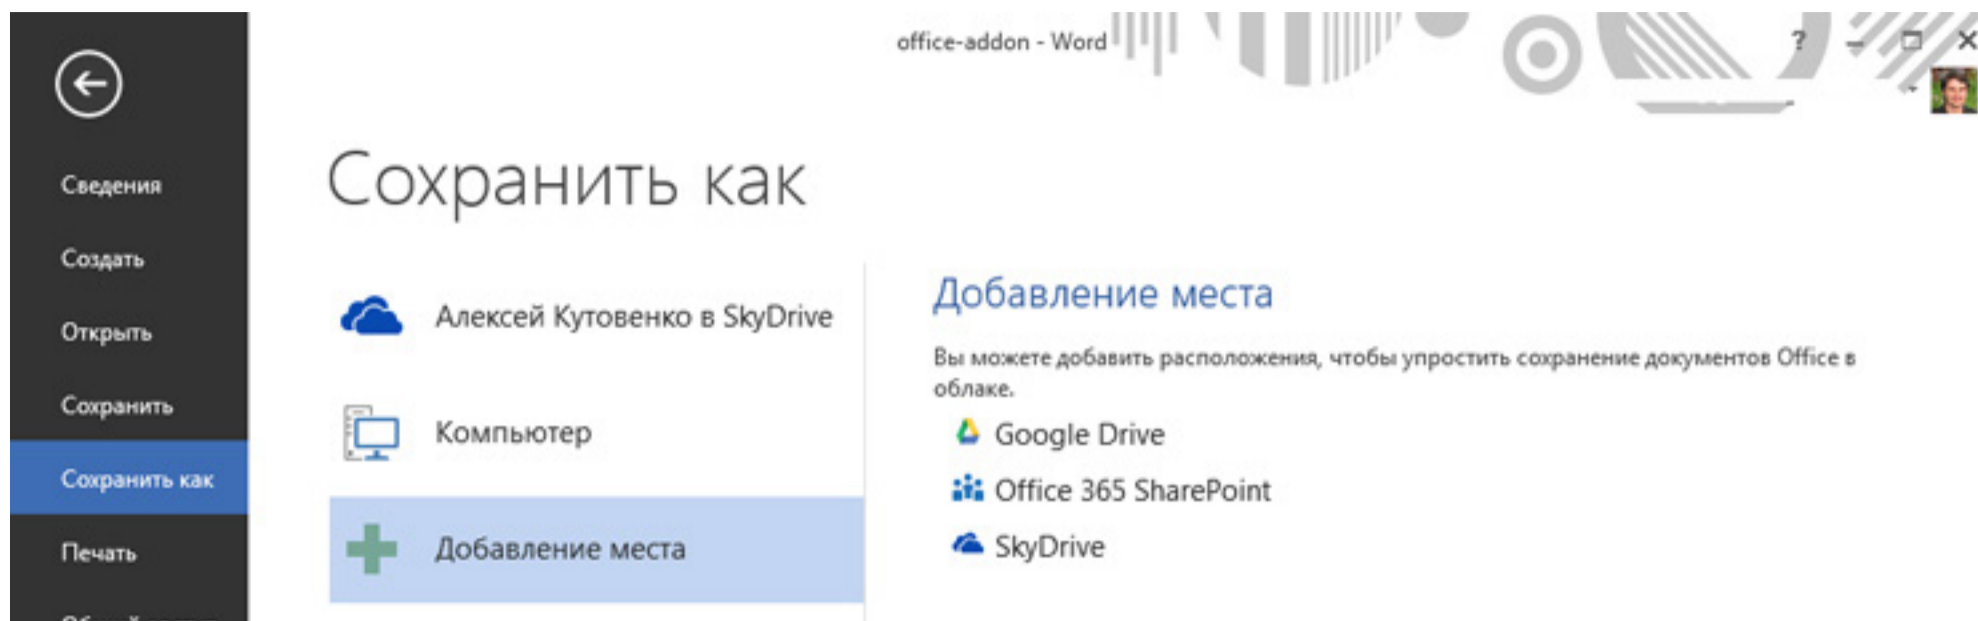 office-addon - Word
?
Сведения
Создать
Открыть
Сохранить
Сохранить как
Печать
Сохранить как
Алексей Кутовенко в SkyDrive
Компьютер
Добавление места
Добавление места
Вы можете добавить расположения, чтобы упростить сохранение документов Office в
облаке.
Google Drive
Office 365 SharePoint
SkyDrive